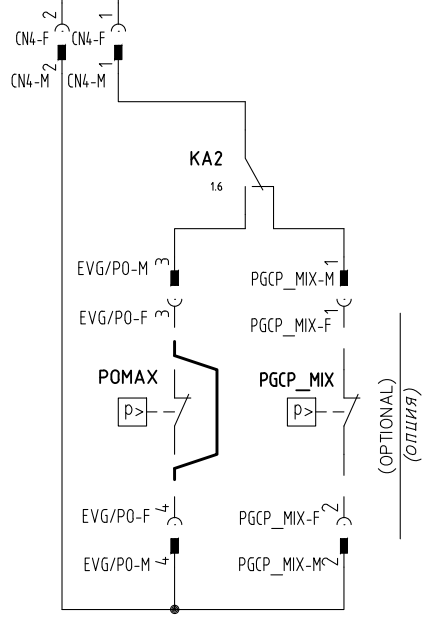 2 1
CN4-F CN4-F
2 1
CN4-M CN4-M
KA2
1.6
EVG/PO-M 3
PGCP_MIX-M 1
EVG/PO-F 3
PGCP_MIX-F 1
POMAX
P>
PGCP_MIX
P>
(OPTIONAL)
(ОПЦИЯ)
EVG/PO-F 4
PGCP_MIX-F 2
EVG/PO-M 4
PGCP_MIX-M 2